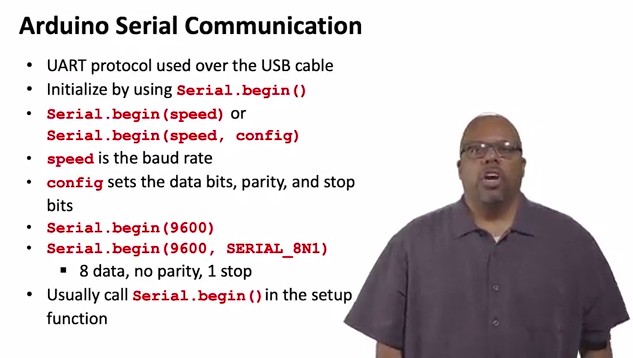 Arduino Serial Communication
• UART protocol used over the USB cable
• Initialize by using Serial.begin()
• Serial.begin(speed) or
Serial.begin(speed, config)
• speed is the baud rate
• config sets the data bits, parity, and stop
bits
• Serial.begin(9600)
• Serial.begin(9600, SERIAL_8N1)
▪ 8 data, no parity, 1 stop
• Usually call Serial.begin() in the setup
function